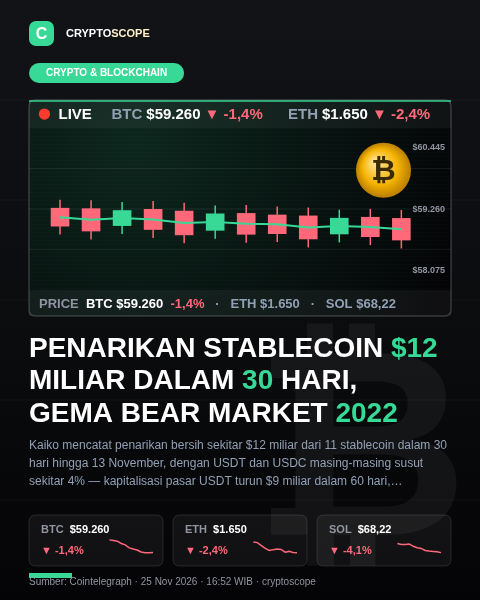 C CRYPTOSCOPE
CRYPTO & BLOCKCHAIN
LIVE BTC $59.260 ▼ -1,4% ETH $1.650 ▼ -2,4%
$60.445
$59.260
$58.075
PRICE BTC $59.260 -1,4% · ETH $1.650 · SOL $68,22
PENARIKAN STABLECOIN $12
MILIAR DALAM 30 HARI,
GEMA BEAR MARKET 2022
Kaiko mencatat penarikan bersih sekitar $12 miliar dari 11 stablecoin dalam 30
hari hingga 13 November, dengan USDT dan USDC masing-masing susut
sekitar 4% — kapitalisasi pasar USDT turun $9 miliar dalam 60 hari,…
BTC $59.260 ETH $1.650 SOL $68,22
▼ -1,4% ▼ -2,4% ▼ -4,1%
Sumber: Cointelegraph · 25 Nov 2026 · 16:52 WIB · cryptoscope